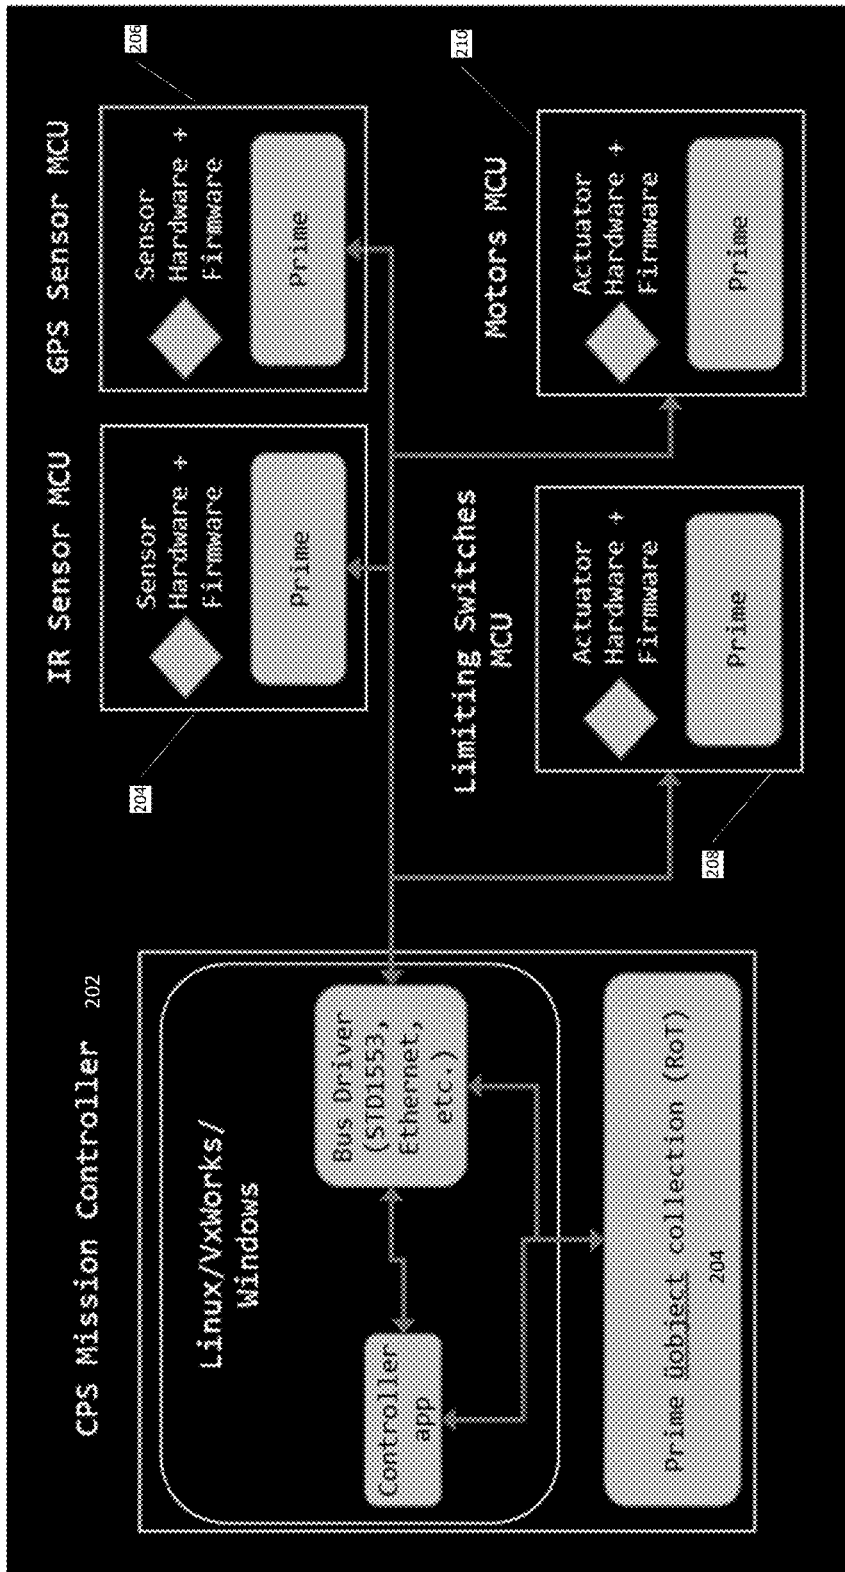 CPS Mission Controller 202
Linux/VxWorks/
Windows
Controller
app
Bus Driver
(STD1553,
Ethernet,
etc.)
Prime üobject collection (RoT)
204
IR Sensor MCU
Sensor
Hardware +
Firmware
Prime
204
GPS Sensor MCU
Sensor
Hardware +
Firmware
Prime
206
Limiting Switches
MCU
Actuator
Hardware +
Firmware
Prime
208
Motors MCU
Actuator
Hardware +
Firmware
Prime
210